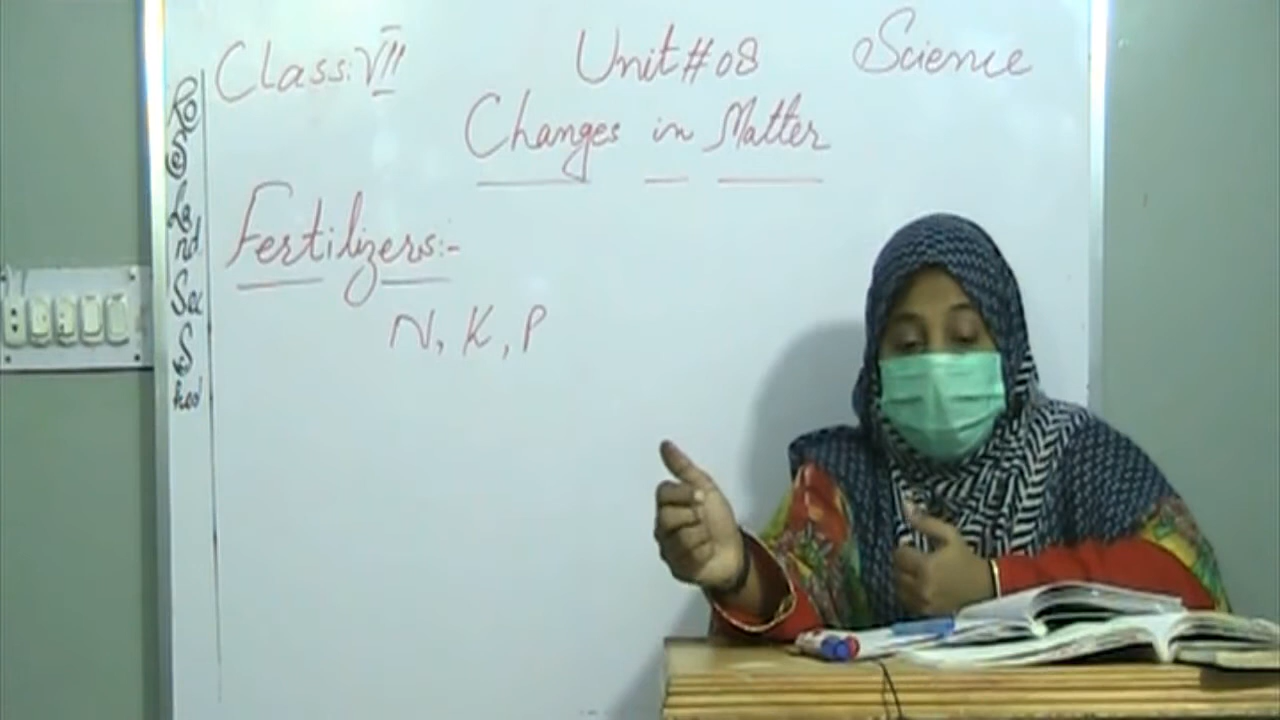 Class: VII Unit # 08 Science
Changes in Matter
Fertilizers:-
N, K, P